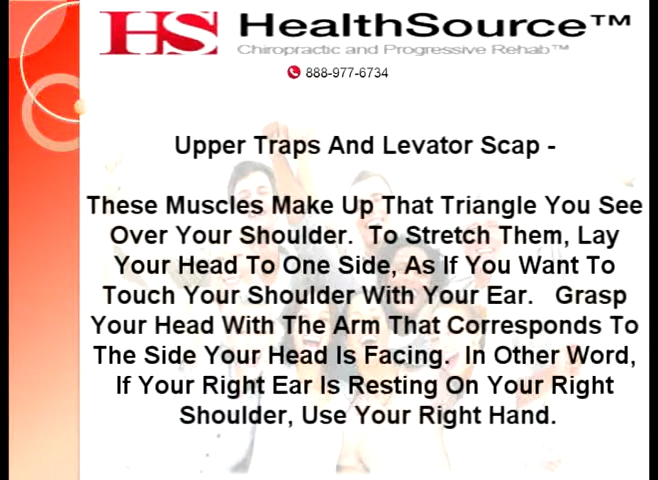 HS HealthSource™
Chiropractic and Progressive Rehab™
888-977-6734
Upper Traps And Levator Scap -
These Muscles Make Up That Triangle You See
Over Your Shoulder. To Stretch Them, Lay
Your Head To One Side, As If You Want To
Touch Your Shoulder With Your Ear. Grasp
Your Head With The Arm That Corresponds To
The Side Your Head Is Facing. In Other Word,
If Your Right Ear Is Resting On Your Right
Shoulder, Use Your Right Hand.